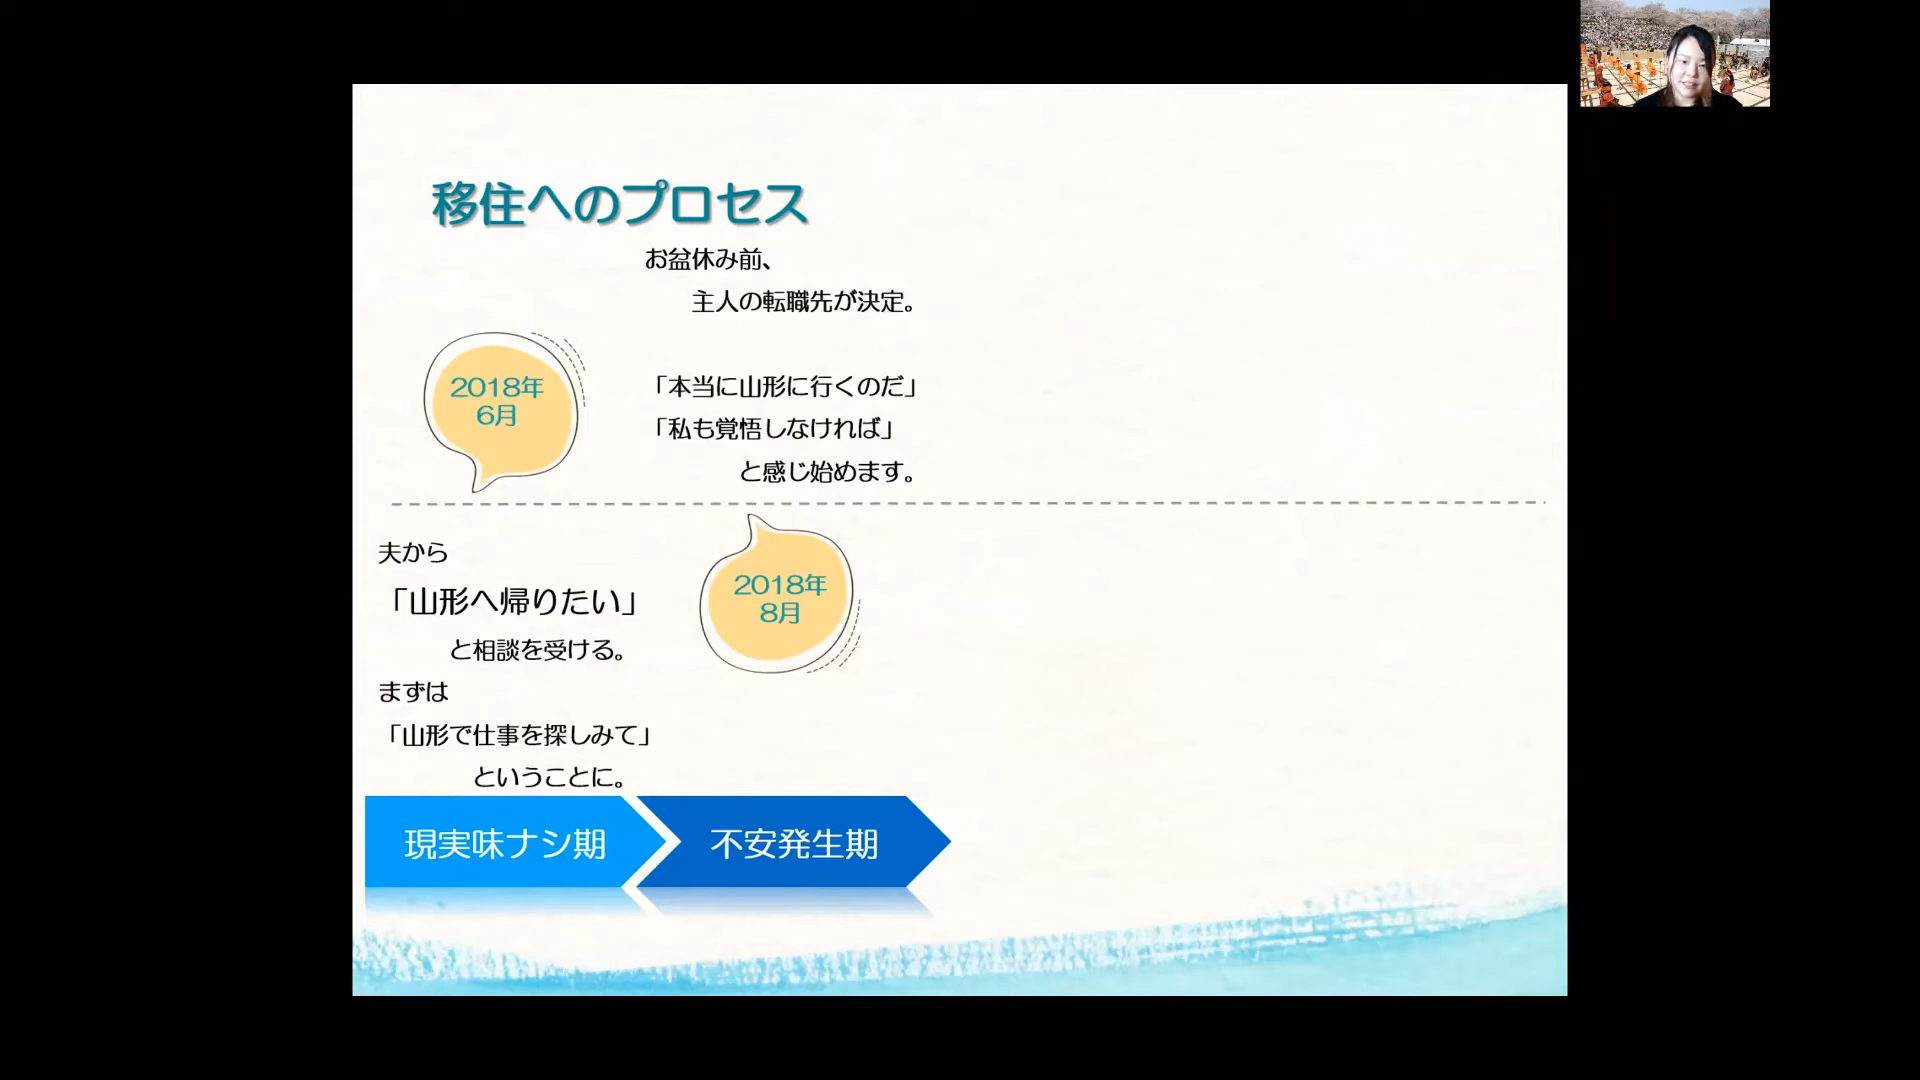 移住へのプロセス
お盆休み前、
主人の転職先が決定。
「本当に山形に行くのだ」
「私も覚悟しなければ」
と感じ始めます。
2018年
6月
夫から
「山形へ帰りたい」
と相談を受ける。
まずは
「山形で仕事を探しみて」
ということに。
2018年
8月
現実味ナシ期
不安発生期